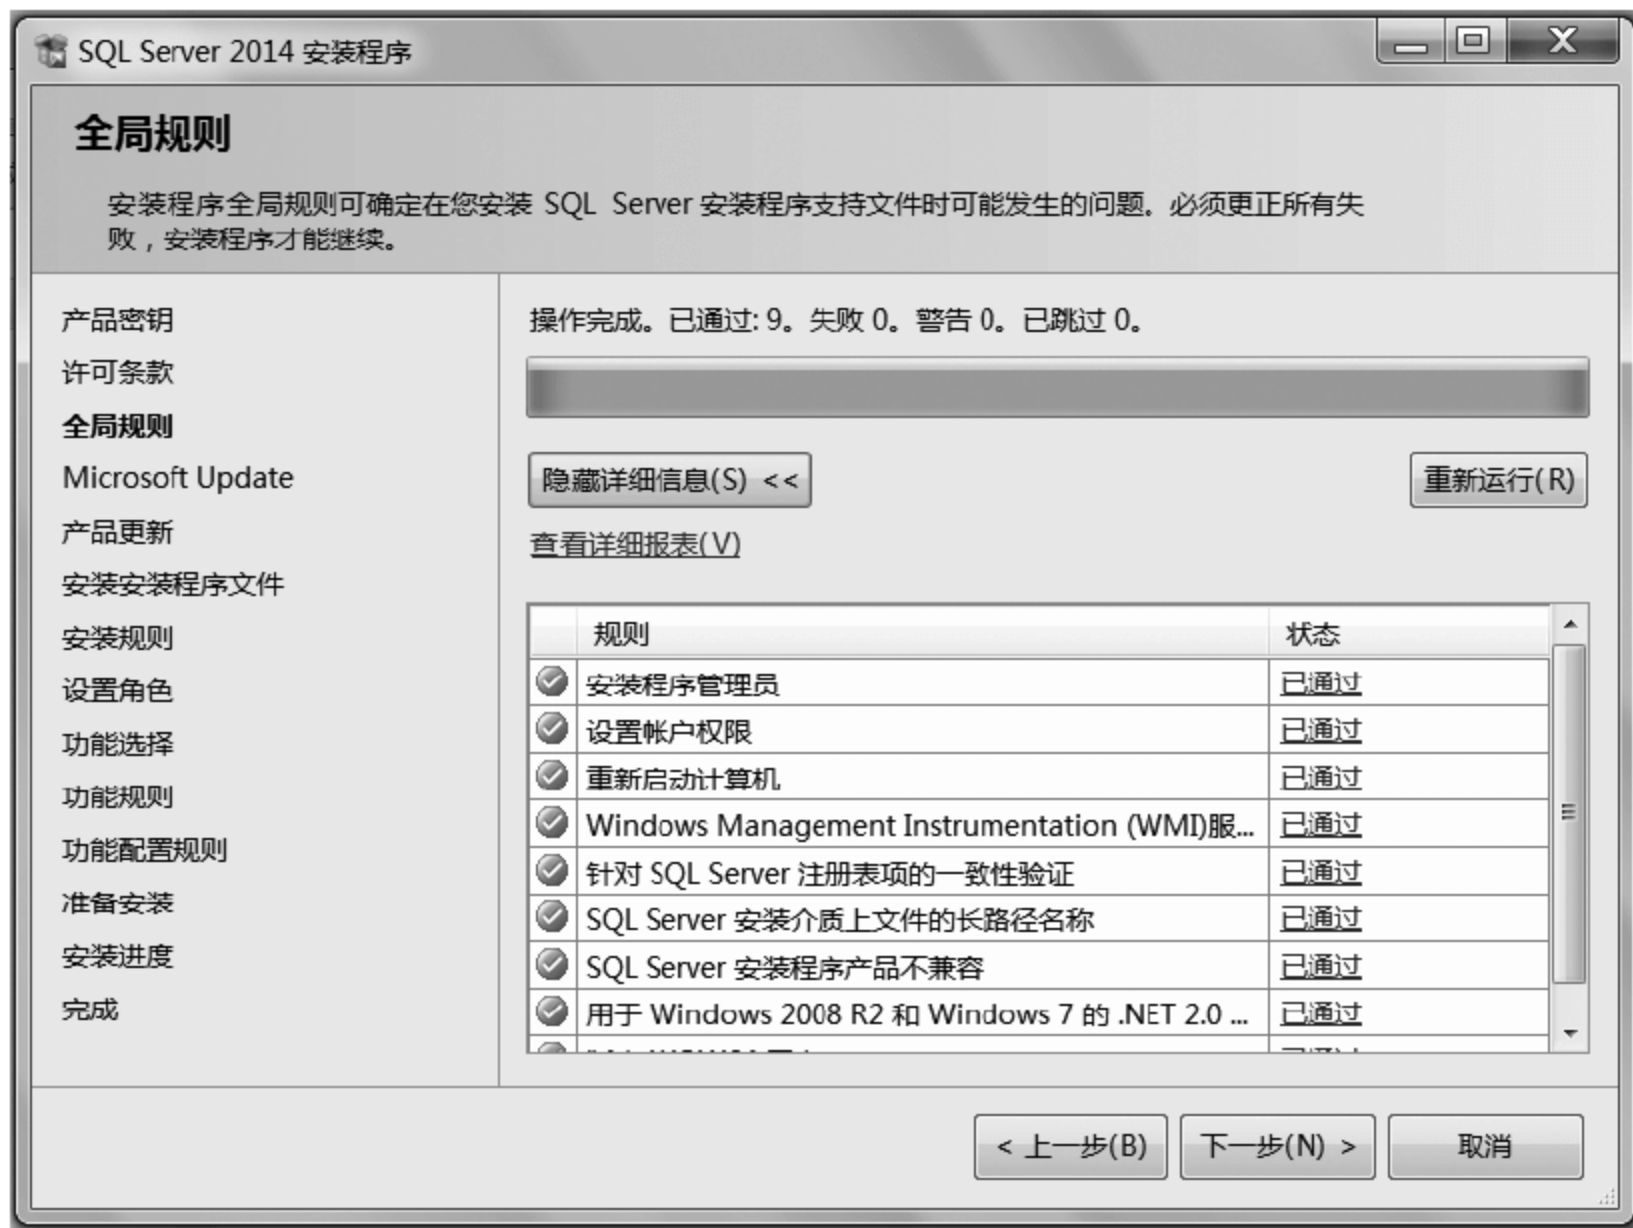 SQL Server 2014 安装程序
全局规则
安装程序全局规则可确定在您安装 SQL Server 安装程序支持文件时可能发生的问题。必须更正所有失
败，安装程序才能继续。
产品密钥
许可条款
全局规则
Microsoft Update
产品更新
安装安装程序文件
安装规则
设置角色
功能选择
功能规则
功能配置规则
准备安装
安装进度
完成
操作完成。已通过: 9。失败 0。警告 0。已跳过 0。
隐藏详细信息(S) <<
重新运行(R)
查看详细报表(V)
规则 状态
安装程序管理员 已通过
设置帐户权限 已通过
重新启动计算机 已通过
Windows Management Instrumentation (WMI)服... 已通过
针对 SQL Server 注册表项的一致性验证 已通过
SQL Server 安装介质上文件的长路径名称 已通过
SQL Server 安装程序产品不兼容 已通过
用于 Windows 2008 R2 和 Windows 7 的 .NET 2.0 ... 已通过
< 上一步(B)
下一步(N) >
取消